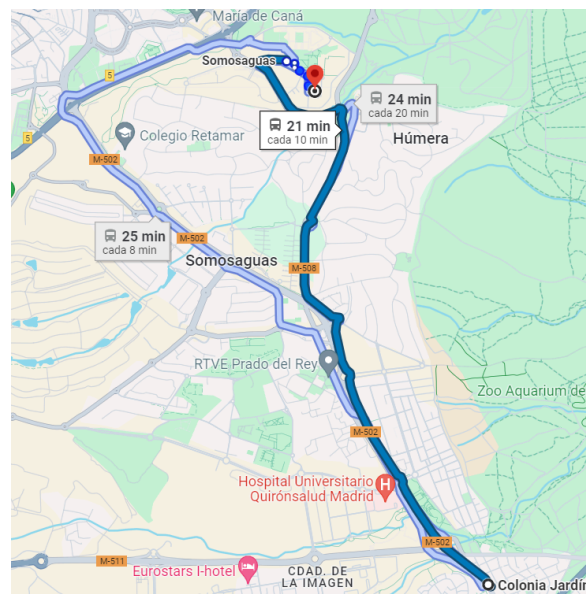 María de Caná
Somosaguas
5
24 min
cada 20 min
21 min
cada 10 min
Colegio Retamar
Húmera
5
M-502
25 min
cada 8 min
M-502
Somosaguas
M-508
RTVE Prado del Rey
Zoo Aquarium de
M-502
Hospital Universitario
Quirónsalud Madrid
H
M-502
M-511
Eurostars I-hotel
CDAD. DE
LA IMAGEN
Colonia Jardín